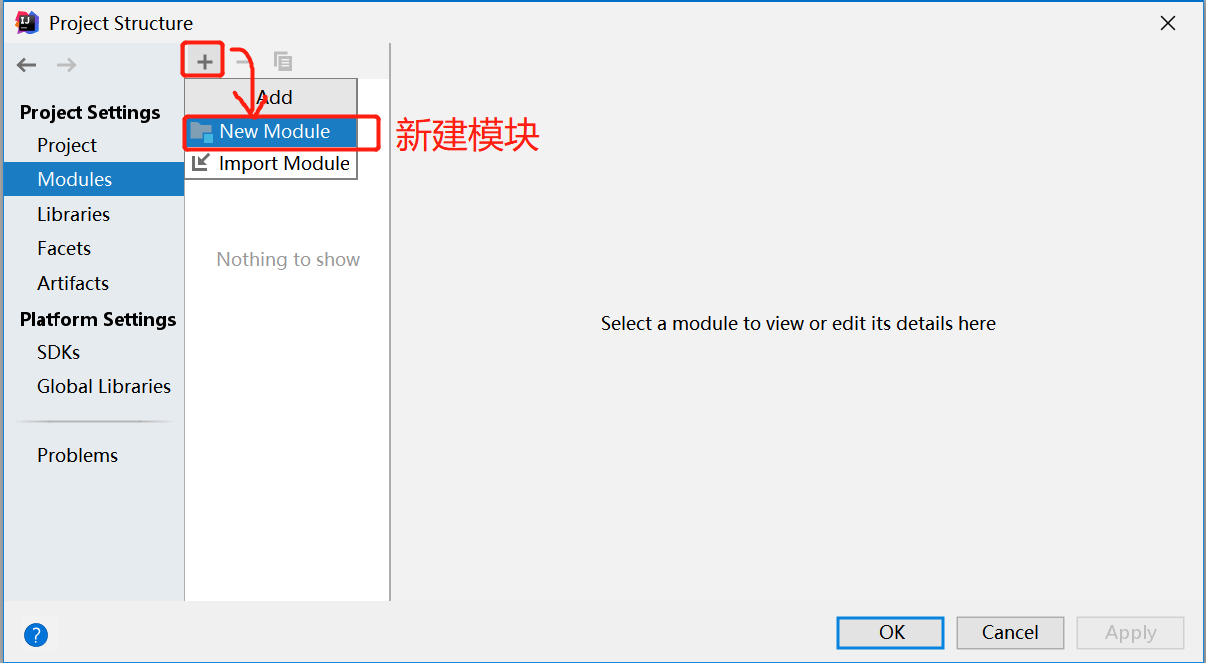 Project Structure
Add
New Module
新建模块
Import Module
Project Settings
Project
Modules
Libraries
Facets
Artifacts
Platform Settings
SDKs
Global Libraries
Problems
Nothing to show
Select a module to view or edit its details here
?
OK
Cancel
Apply